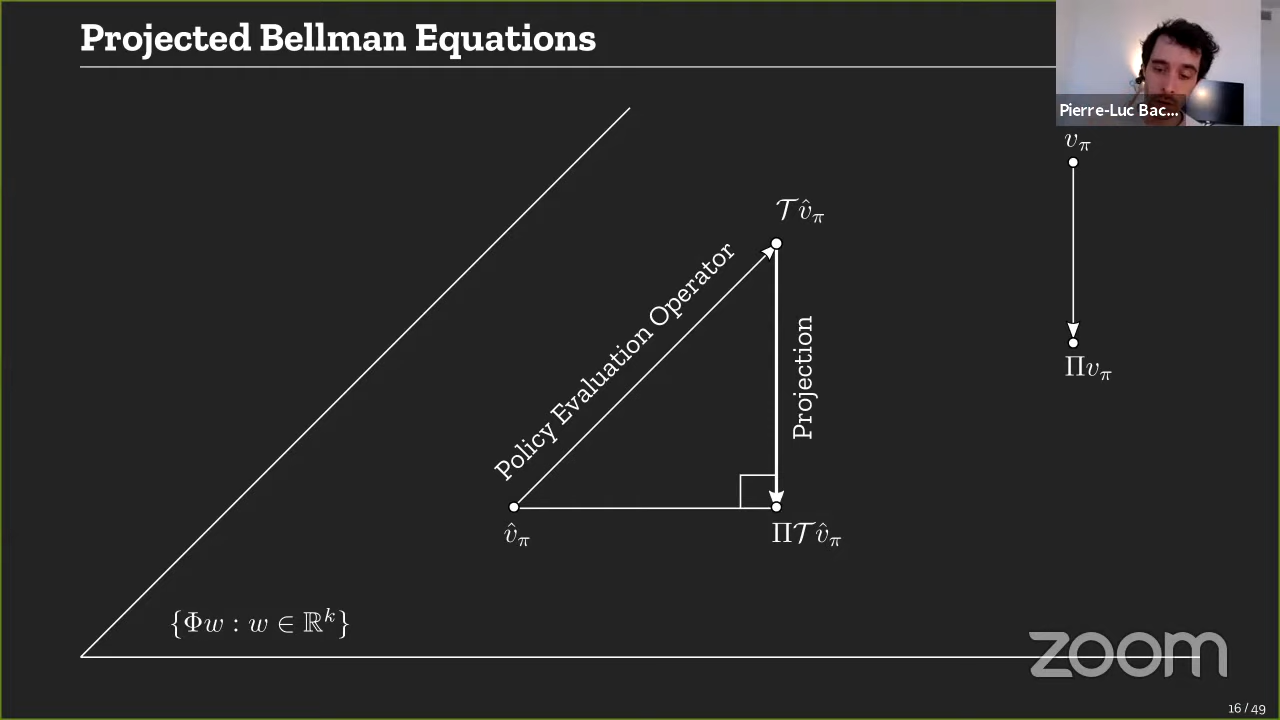 Projected Bellman Equations
Pierre-Luc Bac...
v_π
𝒯v̂_π
Policy Evaluation Operator
Projection
Πv_π
v̂_π
Π𝒯v̂_π
{Φw : w ∈ ℝ^k}
zoom
16 / 49